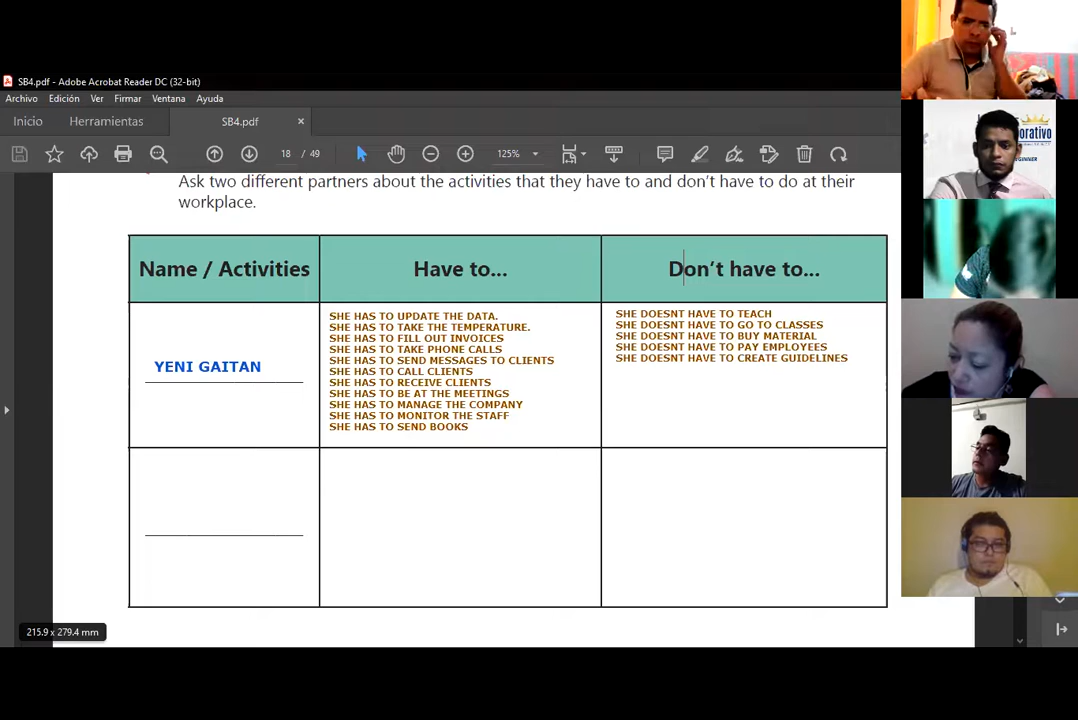 SB4.pdf - Adobe Acrobat Reader DC (32-bit)
Archivo Edición Ver Firmar Ventana Ayuda
Inicio Herramientas SB4.pdf ×
18 / 49 125%
Ask two different partners about the activities that they have to and don't have to do at their
workplace.
Name / Activities Have to... Don't have to...
YENI GAITAN
SHE HAS TO UPDATE THE DATA.
SHE HAS TO TAKE THE TEMPERATURE.
SHE HAS TO FILL OUT INVOICES
SHE HAS TO TAKE PHONE CALLS
SHE HAS TO SEND MESSAGES TO CLIENTS
SHE HAS TO CALL CLIENTS
SHE HAS TO RECEIVE CLIENTS
SHE HAS TO BE AT THE MEETINGS
SHE HAS TO MANAGE THE COMPANY
SHE HAS TO MONITOR THE STAFF
SHE HAS TO SEND BOOKS
SHE DOESNT HAVE TO TEACH
SHE DOESNT HAVE TO GO TO CLASSES
SHE DOESNT HAVE TO BUY MATERIAL
SHE DOESNT HAVE TO PAY EMPLOYEES
SHE DOESNT HAVE TO CREATE GUIDELINES
215.9 x 279.4 mm